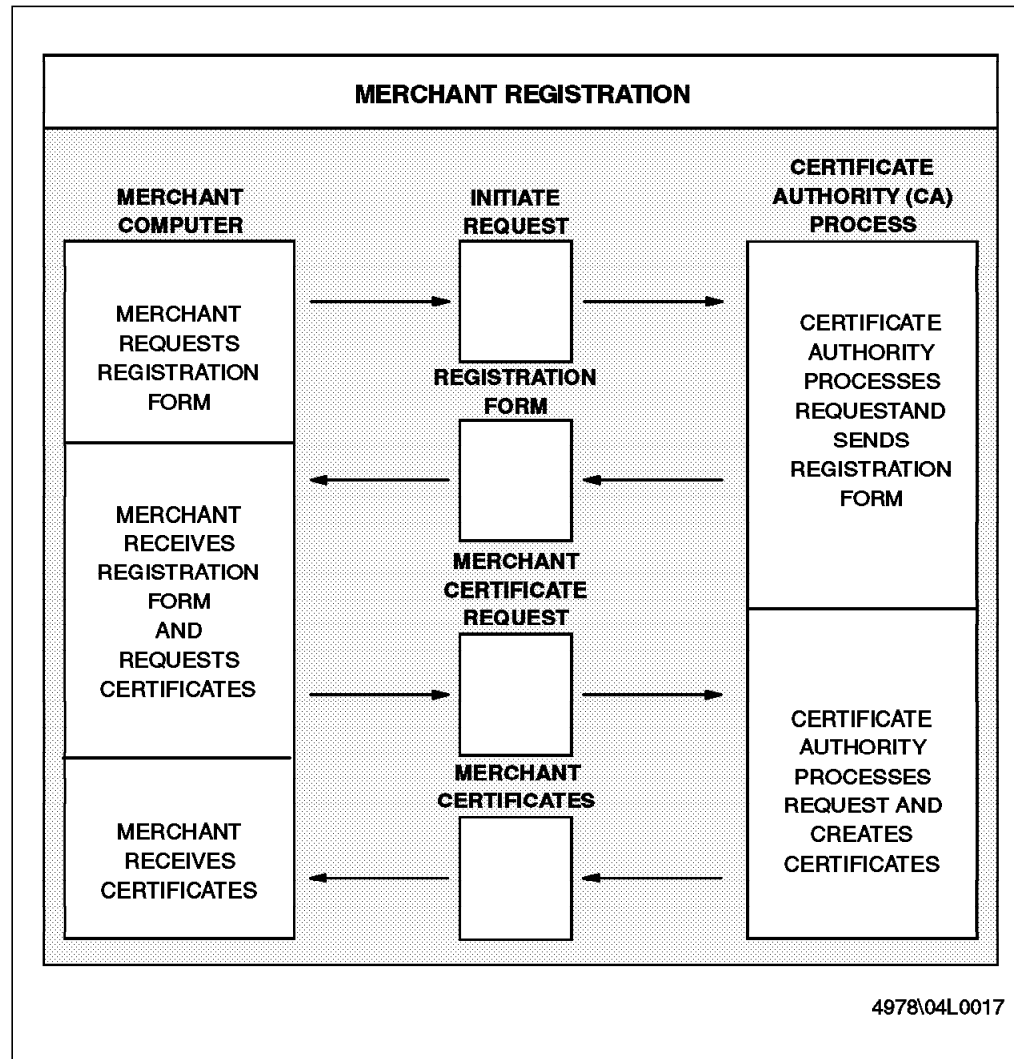 MERCHANT REGISTRATION
MERCHANT
COMPUTER
INITIATE
REQUEST
CERTIFICATE
AUTHORITY (CA)
PROCESS
MERCHANT
REQUESTS
REGISTRATION
FORM
REGISTRATION
FORM
CERTIFICATE
AUTHORITY
PROCESSES
REQUESTAND
SENDS
REGISTRATION
FORM
MERCHANT
RECEIVES
REGISTRATION
FORM
AND
REQUESTS
CERTIFICATES
MERCHANT
CERTIFICATE
REQUEST
CERTIFICATE
AUTHORITY
PROCESSES
REQUEST AND
CREATES
CERTIFICATES
MERCHANT
CERTIFICATES
MERCHANT
RECEIVES
CERTIFICATES
4978\04L0017